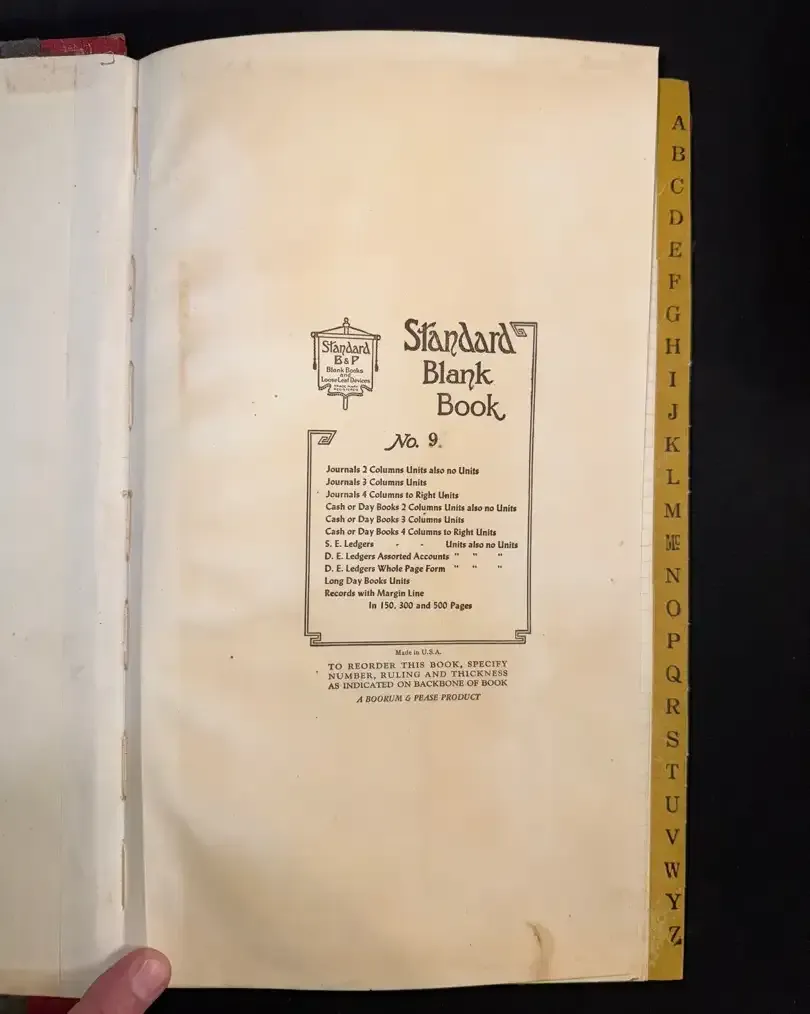 Standard
B & P
Blank Books
and
Loose Leaf Devices
TRADE MARK
REGISTERED
Standard
Blank
Book
No. 9.
Journals 2 Columns Units also no Units
Journals 3 Columns Units
Journals 4 Columns to Right Units
Cash or Day Books 2 Columns Units also no Units
Cash or Day Books 3 Columns Units
Cash or Day Books 4 Columns to Right Units
S. E. Ledgers - - Units also no Units
D. E. Ledgers Assorted Accounts " " "
D. E. Ledgers Whole Page Form " " "
Long Day Books Units
Records with Margin Line
In 150, 300 and 500 Pages
Made in U.S.A.
TO REORDER THIS BOOK, SPECIFY
NUMBER, RULING AND THICKNESS
AS INDICATED ON BACKBONE OF BOOK
A BOORUM & PEASE PRODUCT
A
B
C
D
E
F
G
H
I
J
K
L
M
Mc
N
O
P
Q
R
S
T
U
V
W
Y
Z